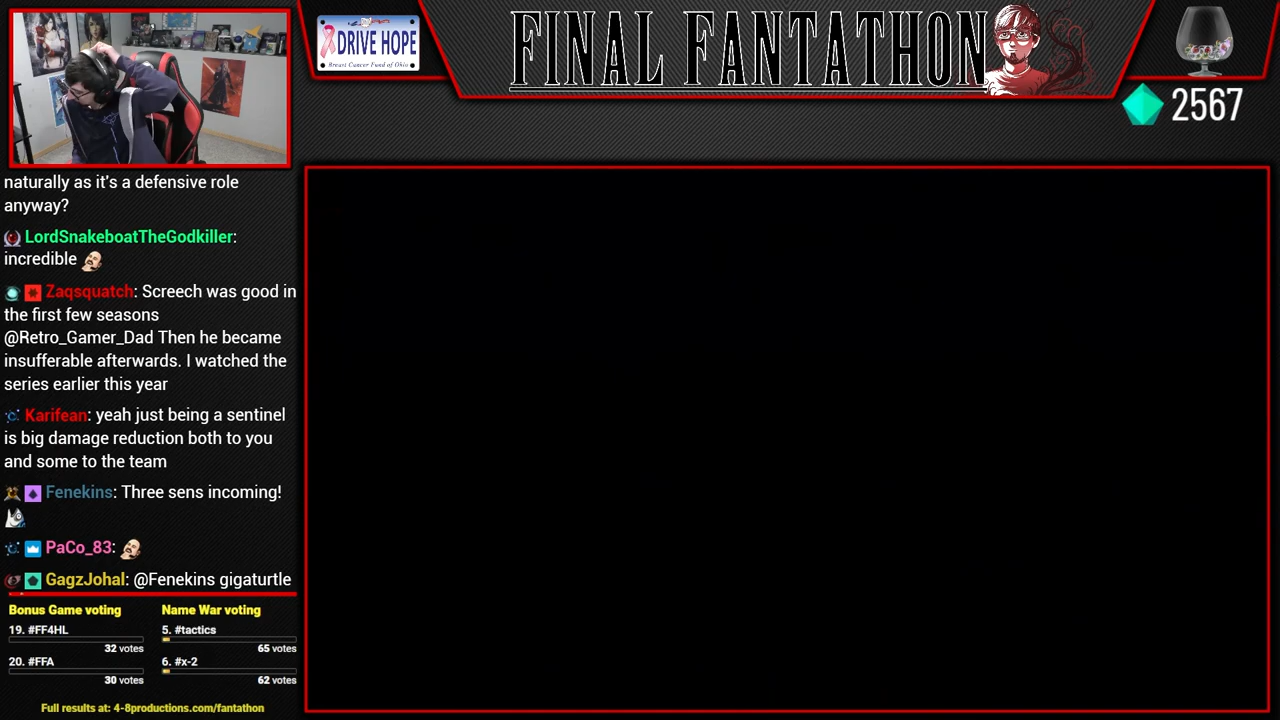 DRIVE HOPE
Breast Cancer Fund of Ohio
FINAL FANTATHON
2567
naturally as it's a defensive role
anyway?
LordSnakeboatTheGodkiller:
incredible
Zaqsquatch: Screech was good in
the first few seasons
@Retro_Gamer_Dad Then he became
insufferable afterwards. I watched the
series earlier this year
Karifean: yeah just being a sentinel
is big damage reduction both to you
and some to the team
Fenekins: Three sens incoming!
PaCo_83:
GagzJohal: @Fenekins gigaturtle
Bonus Game voting
19. #FF4HL
32 votes
20. #FFA
30 votes
Name War voting
5. #tactics
65 votes
6. #x-2
62 votes
Full results at: 4-8productions.com/fantathon